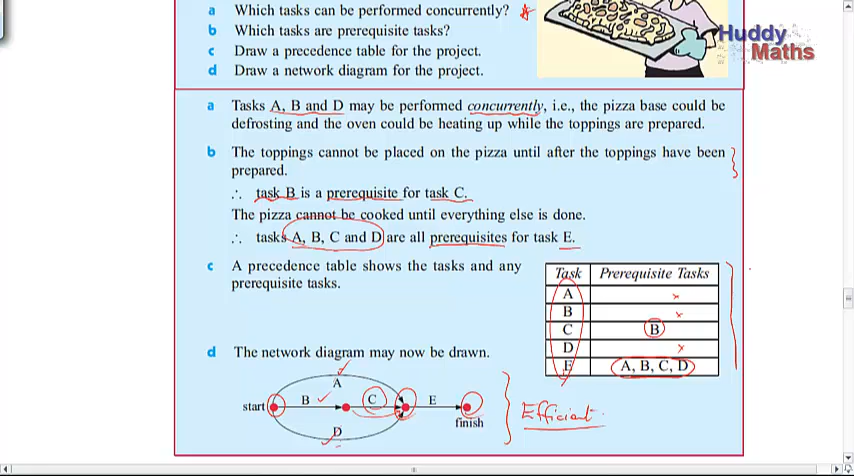 a Which tasks can be performed concurrently?
b Which tasks are prerequisite tasks?
c Draw a precedence table for the project.
d Draw a network diagram for the project.
Huddy
Maths
a Tasks A, B and D may be performed concurrently, i.e., the pizza base could be
defrosting and the oven could be heating up while the toppings are prepared.
b The toppings cannot be placed on the pizza until after the toppings have been
prepared.
∴ task B is a prerequisite for task C.
The pizza cannot be cooked until everything else is done.
∴ tasks A, B, C and D are all prerequisites for task E.
c A precedence table shows the tasks and any
prerequisite tasks.
Task Prerequisite Tasks
A x
B x
C B
D x
E A, B, C, D
d The network diagram may now be drawn.
A
start B C E
finish
D
Efficient.